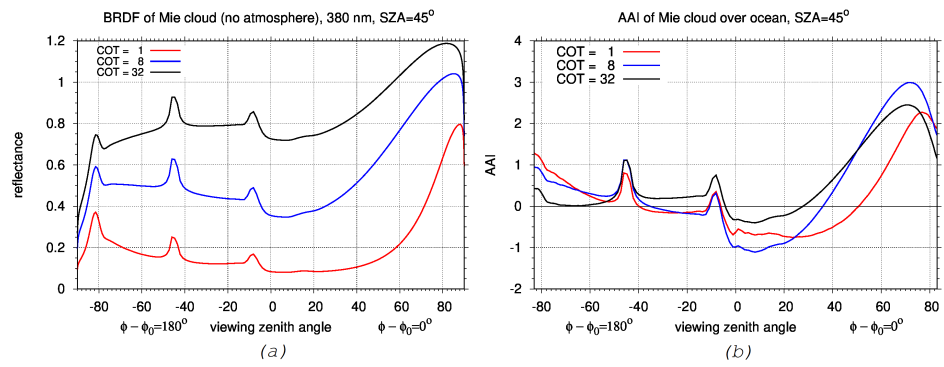 BRDF of Mie cloud (no atmosphere), 380 nm, SZA=45°
COT = 1
COT = 8
COT = 32
reflectance
1.2
1
0.8
0.6
0.4
0.2
0
-80 -60 -40 -20 0 20 40 60 80
ϕ − ϕ₀=180° viewing zenith angle ϕ − ϕ₀=0°
(a)
AAI of Mie cloud over ocean, SZA=45°
COT = 1
COT = 8
COT = 32
AAI
4
3
2
1
0
-1
-2
-80 -60 -40 -20 0 20 40 60 80
ϕ − ϕ₀=180° viewing zenith angle ϕ − ϕ₀=0°
(b)